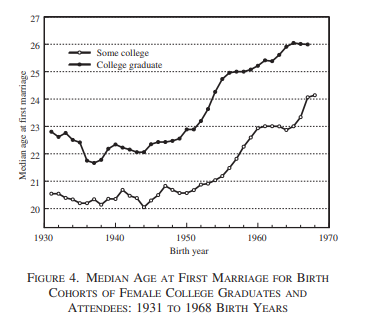 27
26
25
24
23
22
21
20
Median age at first marriage
Some college
College graduate
1930 1940 1950 1960 1970
Birth year
FIGURE 4. MEDIAN AGE AT FIRST MARRIAGE FOR BIRTH
COHORTS OF FEMALE COLLEGE GRADUATES AND
ATTENDEES: 1931 TO 1968 BIRTH YEARS